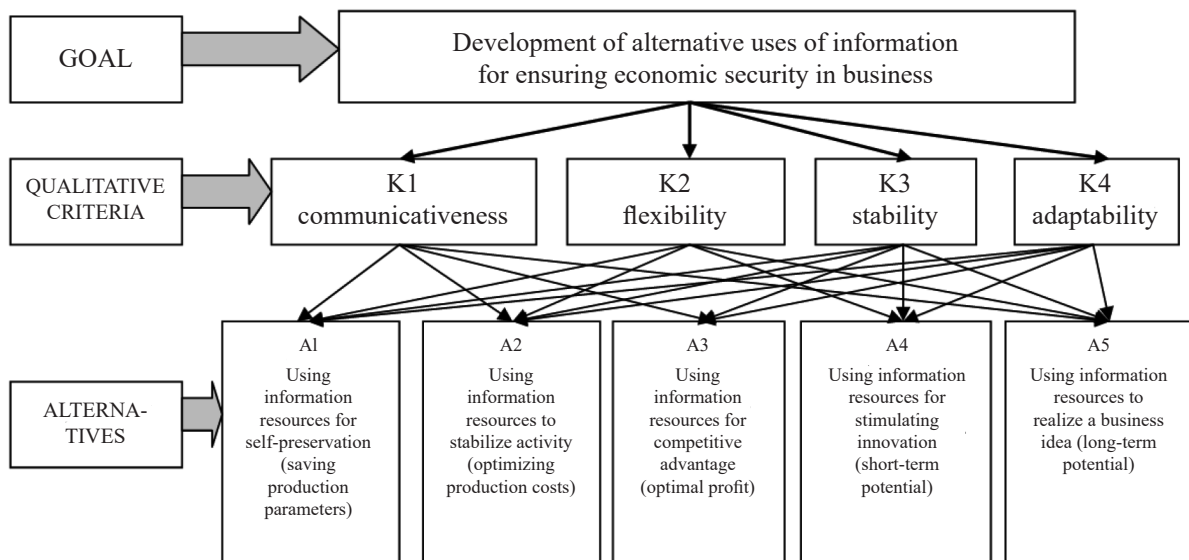 GOAL
Development of alternative uses of information
for ensuring economic security in business
QUALITATIVE
CRITERIA
K1
communicativeness
K2
flexibility
K3
stability
K4
adaptability
ALTERNA-
TIVES
A1
Using
information
resources for
self-preservation
(saving
production
parameters)
A2
Using
information
resources to
stabilize activity
(optimizing
production costs)
A3
Using
information
resources for
competitive
advantage
(optimal profit)
A4
Using information
resources for
stimulating
innovation
(short-term
potential)
A5
Using information
resources to
realize a business
idea (long-term
potential)